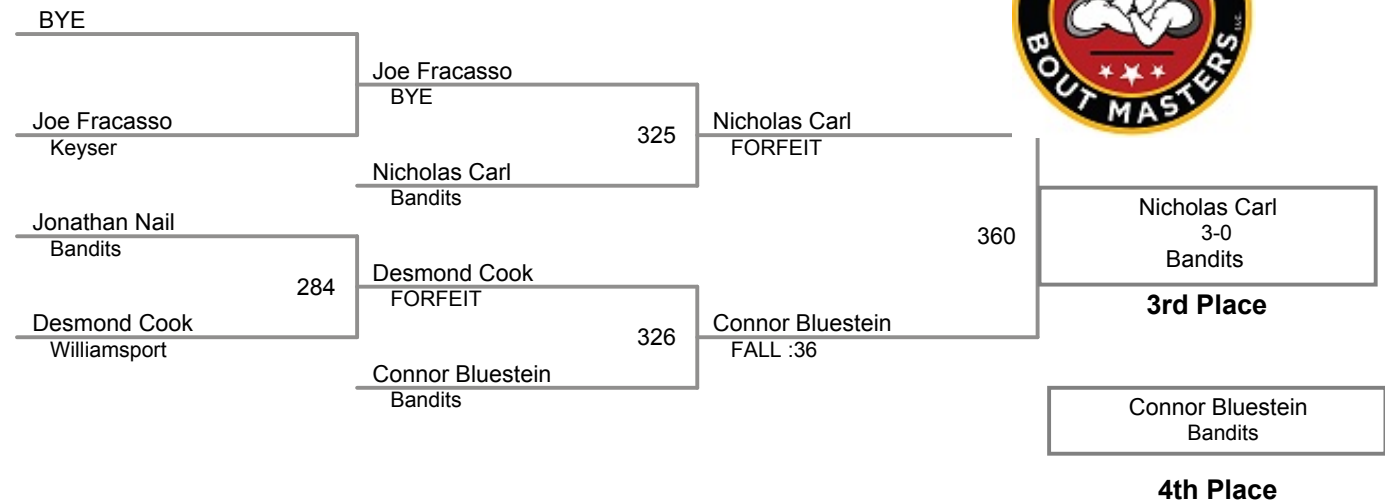 BYE
Joe Fracasso
Keyser
Jonathan Nail
Bandits
284
Desmond Cook
Williamsport
Joe Fracasso
BYE
325
Nicholas Carl
Bandits
Desmond Cook
FORFEIT
326
Connor Bluestein
Bandits
Nicholas Carl
FORFEIT
360
Connor Bluestein
FALL :36
BOUT MASTERS
Nicholas Carl
3-0
Bandits
3rd Place
Connor Bluestein
Bandits
4th Place